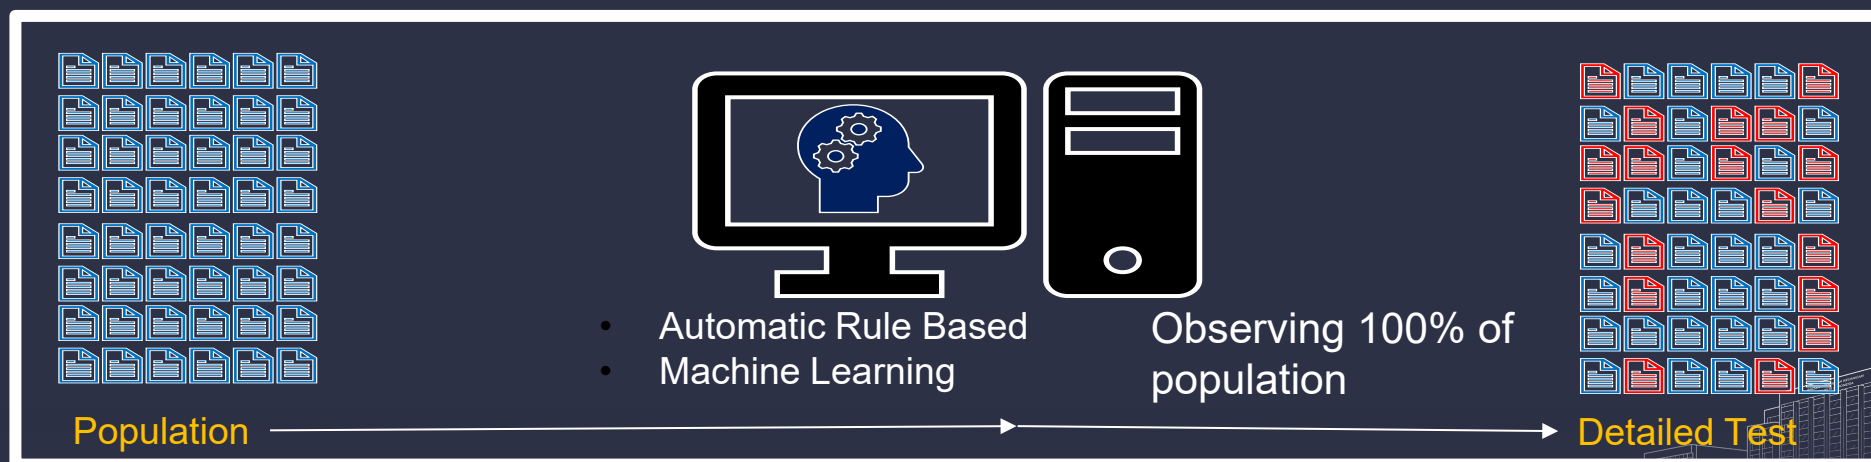 • Automatic Rule Based
• Machine Learning
Observing 100% of
population
Population
Detailed Test